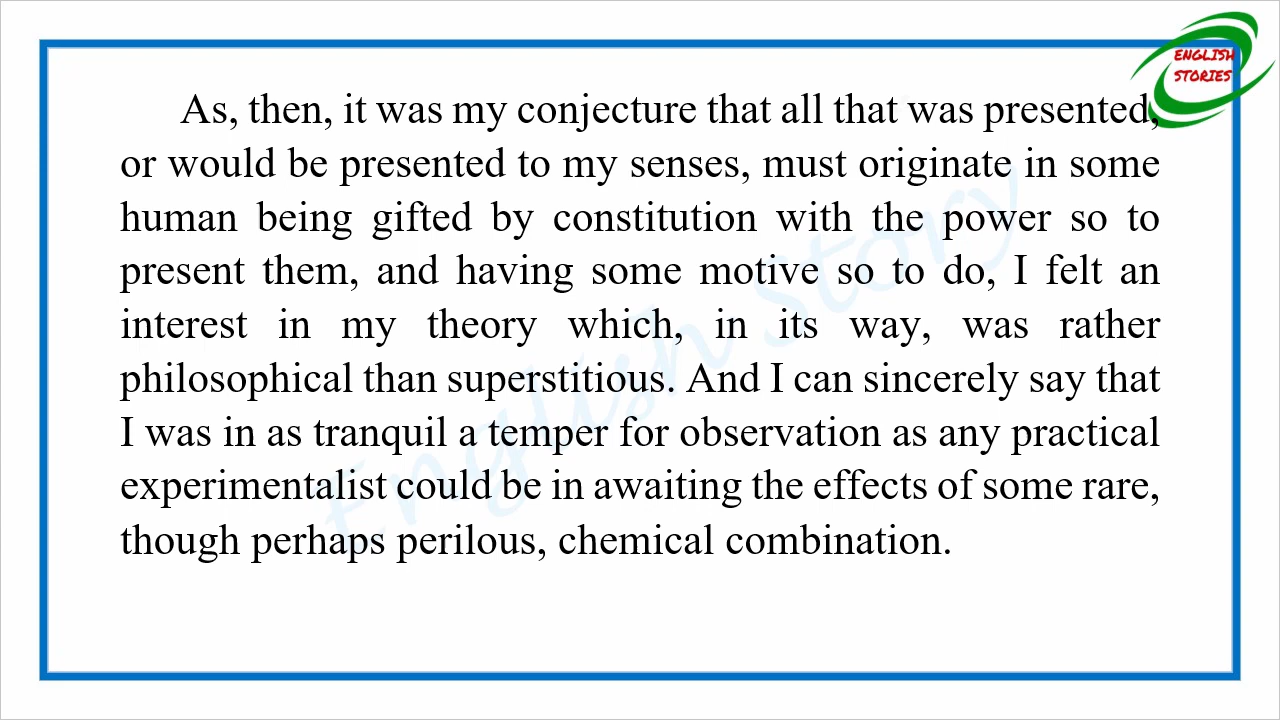 ENGLISH
STORIES
As, then, it was my conjecture that all that was presented,
or would be presented to my senses, must originate in some
human being gifted by constitution with the power so to
present them, and having some motive so to do, I felt an
interest in my theory which, in its way, was rather
philosophical than superstitious. And I can sincerely say that
I was in as tranquil a temper for observation as any practical
experimentalist could be in awaiting the effects of some rare,
though perhaps perilous, chemical combination.
English Story